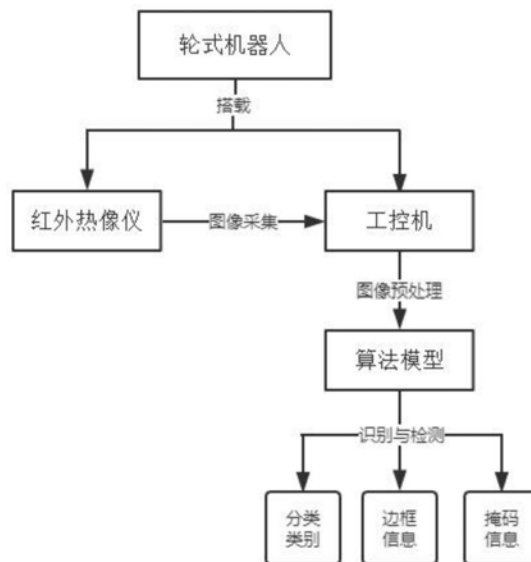 轮式机器人
搭载
红外热像仪
图像采集
工控机
图像预处理
算法模型
识别与检测
分类
类别
边框
信息
掩码
信息